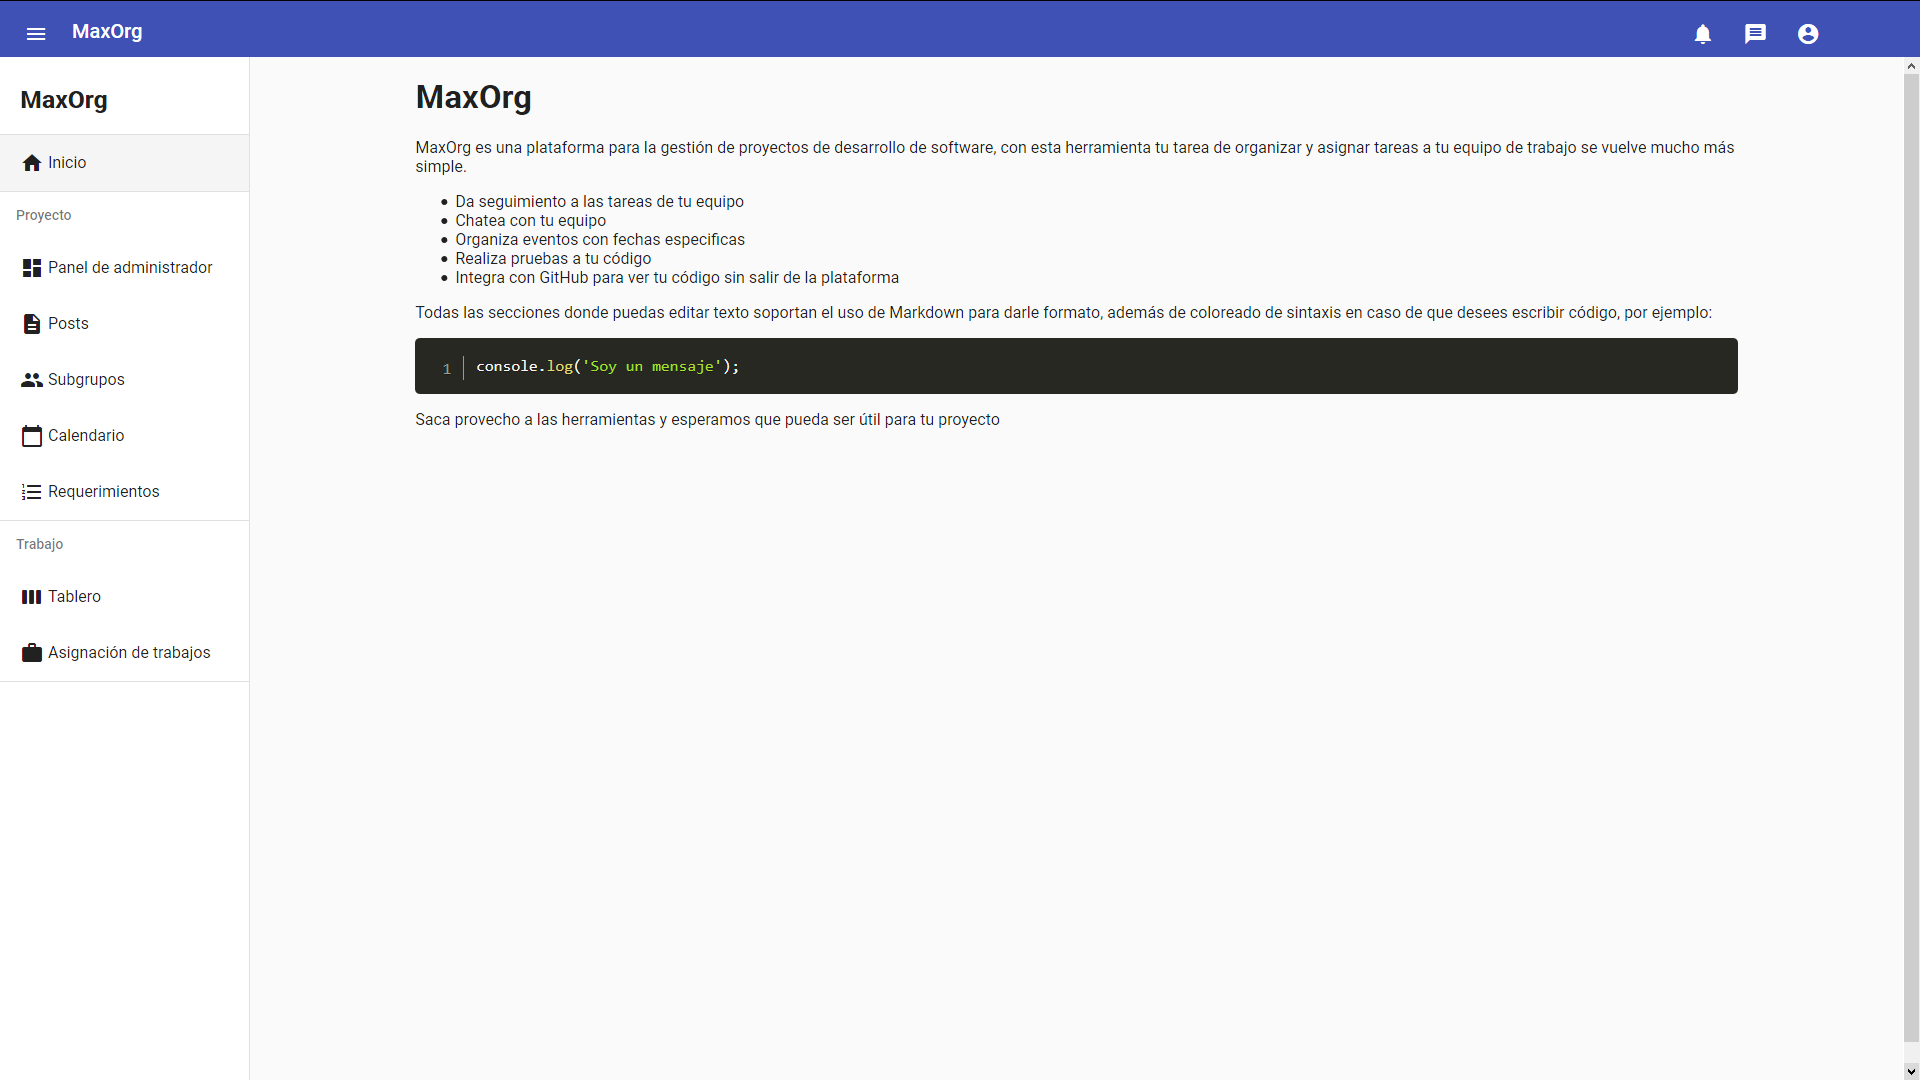 MaxOrg
MaxOrg
Inicio
Proyecto
Panel de administrador
Posts
Subgrupos
Calendario
Requerimientos
Trabajo
Tablero
Asignación de trabajos
MaxOrg
MaxOrg es una plataforma para la gestión de proyectos de desarrollo de software, con esta herramienta tu tarea de organizar y asignar tareas a tu equipo de trabajo se vuelve mucho más
simple.
• Da seguimiento a las tareas de tu equipo
• Chatea con tu equipo
• Organiza eventos con fechas especificas
• Realiza pruebas a tu código
• Integra con GitHub para ver tu código sin salir de la plataforma
Todas las secciones donde puedas editar texto soportan el uso de Markdown para darle formato, además de coloreado de sintaxis en caso de que desees escribir código, por ejemplo:
1 console.log('Soy un mensaje');
Saca provecho a las herramientas y esperamos que pueda ser útil para tu proyecto